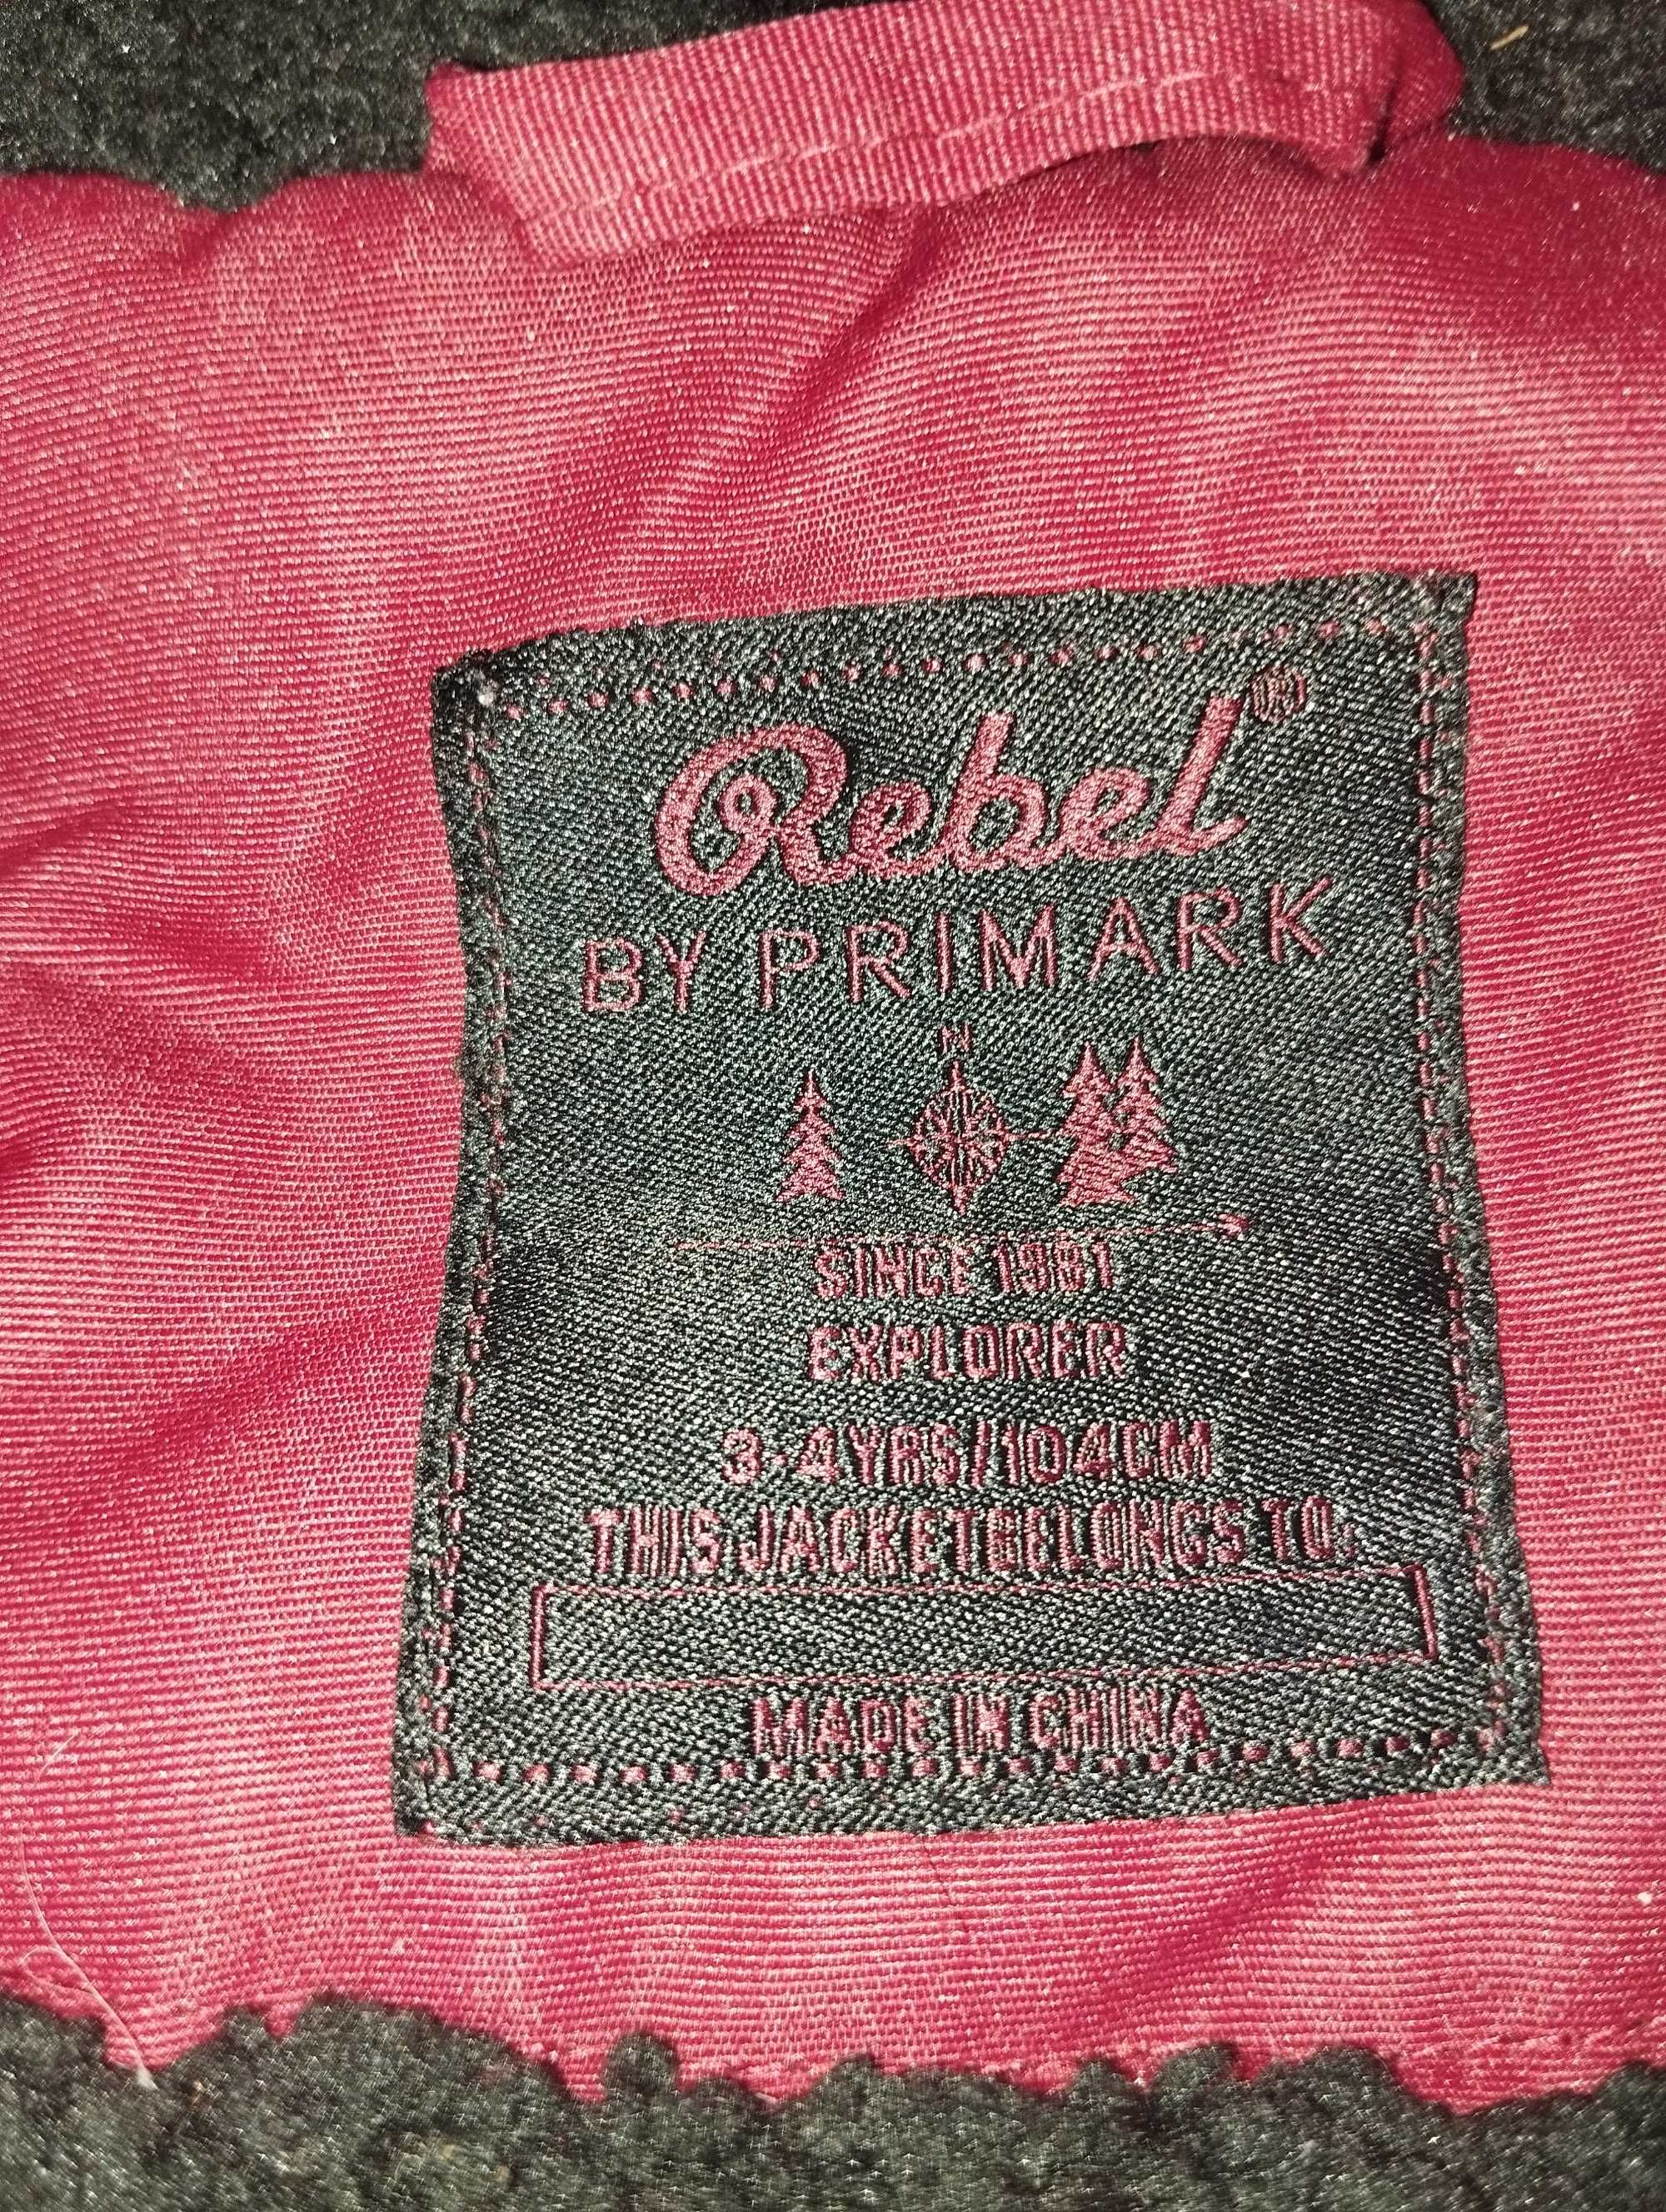 Rebel®
BY PRIMARK
N
SINCE 1981
EXPLORER
3-4YRS/104CM
THIS JACKET BELONGS TO.
MADE IN CHINA